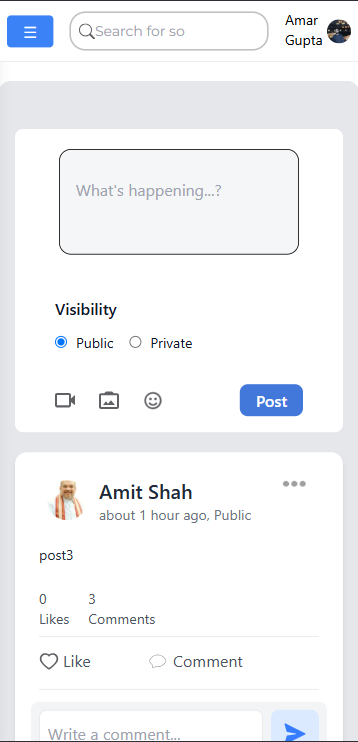 Search for so
Amar
Gupta
What's happening...?
Visibility
Public Private
Post
Amit Shah
about 1 hour ago, Public
post3
0 3
Likes Comments
Like Comment
Write a comment...